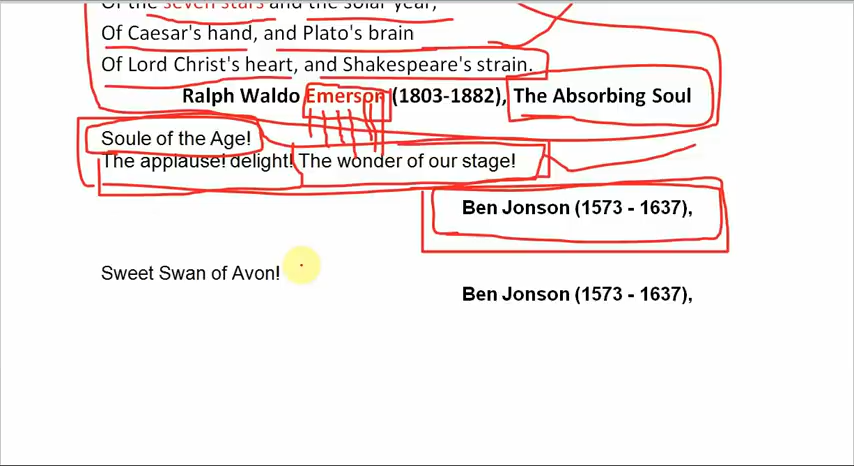 Of the seven stars and the solar year,
Of Caesar's hand, and Plato's brain
Of Lord Christ's heart, and Shakespeare's strain.
Ralph Waldo Emerson (1803-1882), The Absorbing Soul
Soule of the Age!
The applause! delight! The wonder of our stage!
Ben Jonson (1573 - 1637),
Sweet Swan of Avon!
Ben Jonson (1573 - 1637),